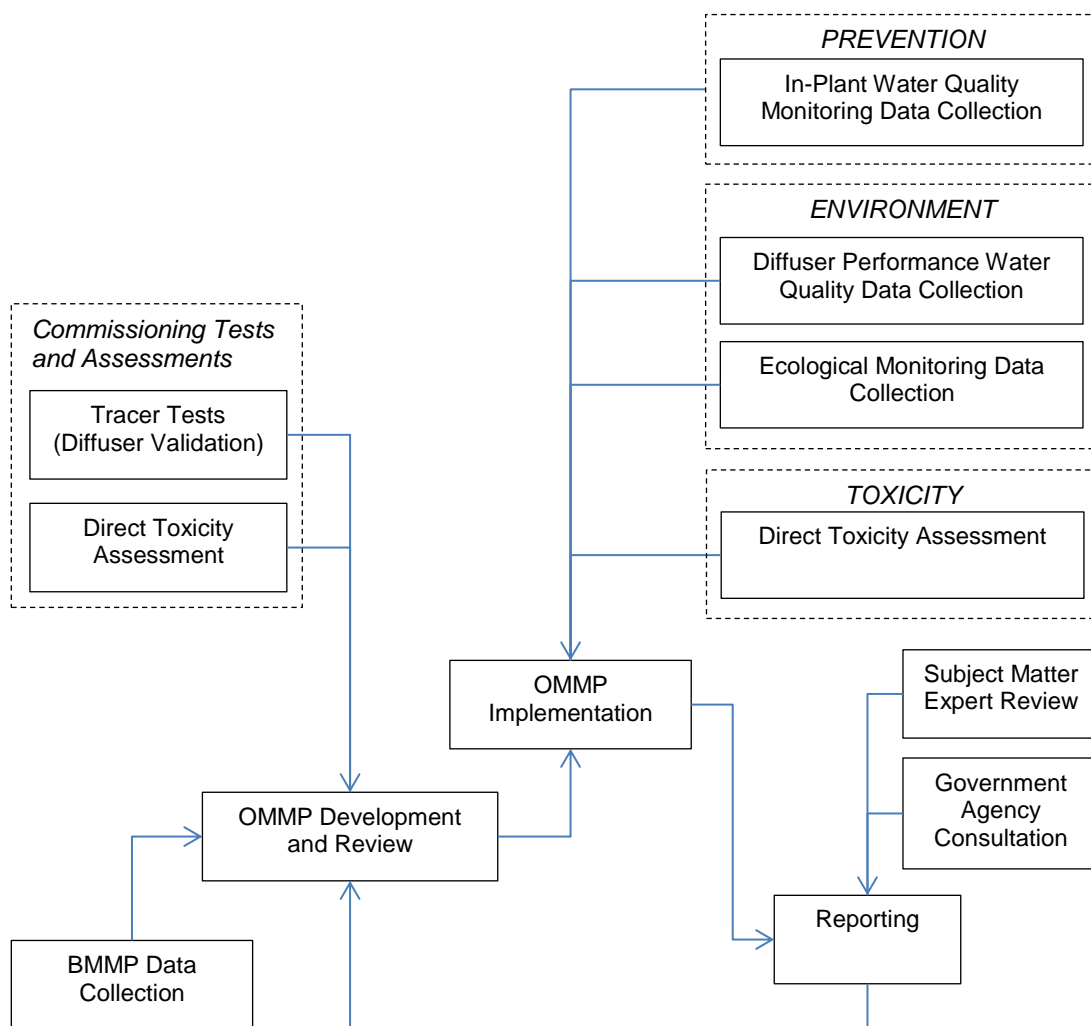 PREVENTION
In-Plant Water Quality
Monitoring Data Collection
ENVIRONMENT
Diffuser Performance Water
Quality Data Collection
Ecological Monitoring Data
Collection
Commissioning Tests
and Assessments
Tracer Tests
(Diffuser Validation)
Direct Toxicity
Assessment
TOXICITY
Direct Toxicity Assessment
OMMP
Implementation
Subject Matter
Expert Review
Government
Agency
Consultation
OMMP Development
and Review
Reporting
BMMP Data
Collection